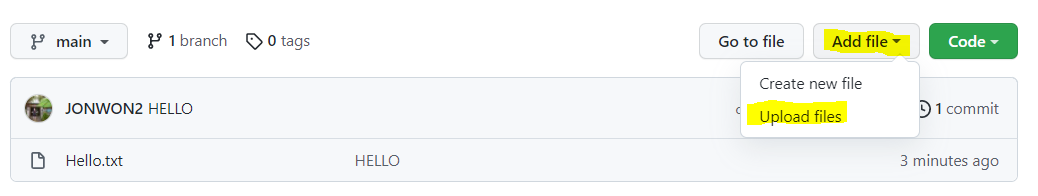 main 1 branch 0 tags Go to file Add file Code
Create new file
JONWON2 HELLO 1 commit
Upload files
Hello.txt HELLO 3 minutes ago